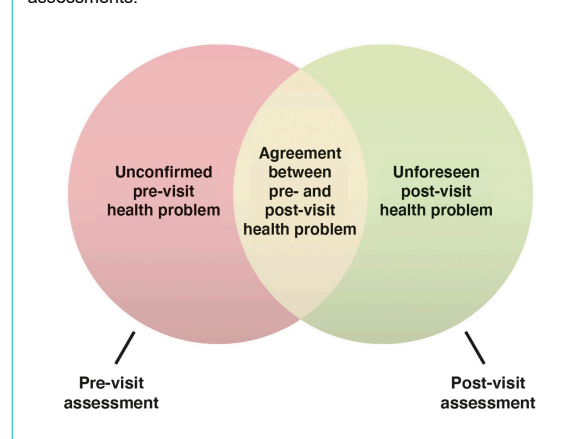 assessments.
Unconfirmed
pre-visit
health problem
Agreement
between
pre- and
post-visit
health problem
Unforeseen
post-visit
health problem
Pre-visit
assessment
Post-visit
assessment